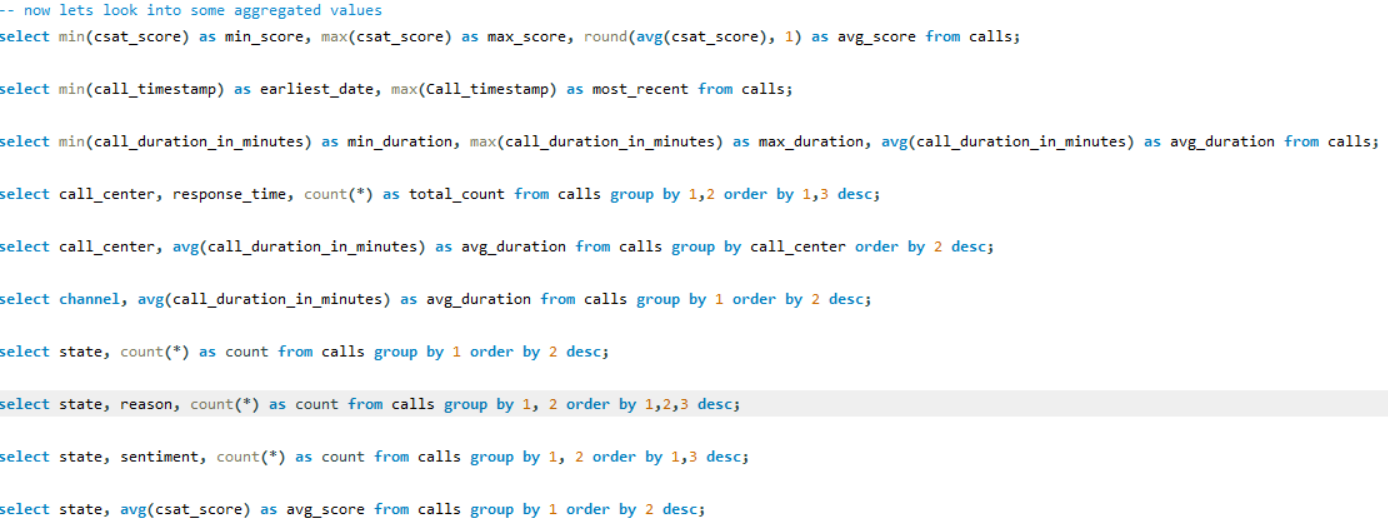 -- now lets look into some aggregated values
select min(csat_score) as min_score, max(csat_score) as max_score, round(avg(csat_score), 1) as avg_score from calls;
select min(call_timestamp) as earliest_date, max(Call_timestamp) as most_recent from calls;
select min(call_duration_in_minutes) as min_duration, max(call_duration_in_minutes) as max_duration, avg(call_duration_in_minutes) as avg_duration from calls;
select call_center, response_time, count(*) as total_count from calls group by 1,2 order by 1,3 desc;
select call_center, avg(call_duration_in_minutes) as avg_duration from calls group by call_center order by 2 desc;
select channel, avg(call_duration_in_minutes) as avg_duration from calls group by 1 order by 2 desc;
select state, count(*) as count from calls group by 1 order by 2 desc;
select state, reason, count(*) as count from calls group by 1, 2 order by 1,2,3 desc;
select state, sentiment, count(*) as count from calls group by 1, 2 order by 1,3 desc;
select state, avg(csat_score) as avg_score from calls group by 1 order by 2 desc;